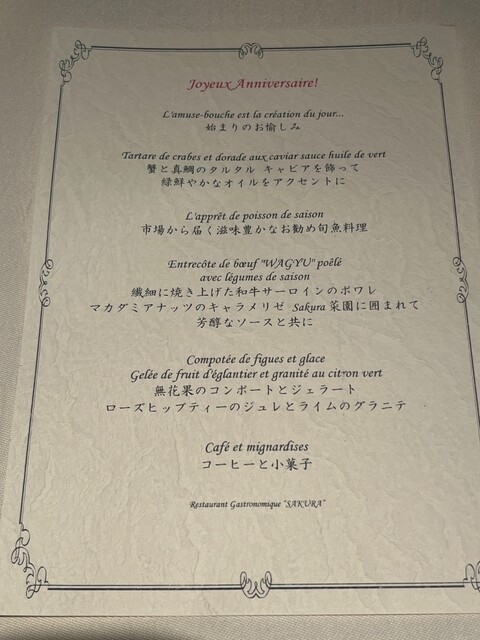 Joyeux Anniversaire!
L'amuse-bouche est la création du jour...
始まりのお愉しみ
Tartare de crabes et dorade aux caviar sauce huile de vert
蟹と真鯛のタルタル キャビアを飾って
緑鮮やかなオイルをアクセントに
L'apprêt de poisson de saison
市場から届く滋味豊かなお勧め旬魚料理
Entrecôte de bœuf "WAGYU" poêlé
avec légumes de saison
繊細に焼き上げた和牛サーロインのポワレ
マカダミアナッツのキャラメリゼ Sakura菜園に囲まれて
芳醇なソースと共に
Compotée de figues et glace
Gelée de fruit d'églantier et granité au citron vert
無花果のコンポートとジェラート
ローズヒップティーのジュレとライムのグラニテ
Café et mignardises
コーヒーと小菓子
Restaurant Gastronomique "SAKURA"